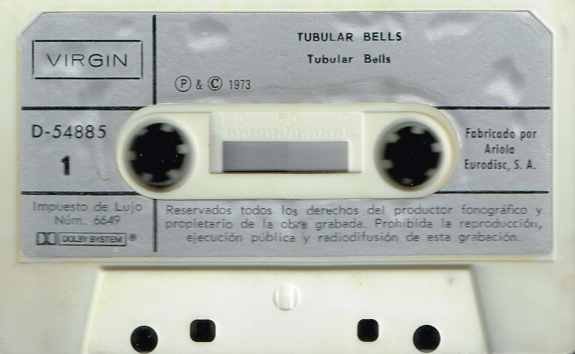 VIRGIN
TUBULAR BELLS
Tubular Bells
Ⓟ & © 1973
D-54885
1
Fabricado por
Ariola
Eurodisc, S. A.
Impuesto de Lujo
Núm. 6649
DOLBY SYSTEM ®
Reservados todos los derechos del productor fonográfico y
propietario de la obra grabada. Prohibida la reproducción,
ejecución pública y radiodifusión de esta grabación.